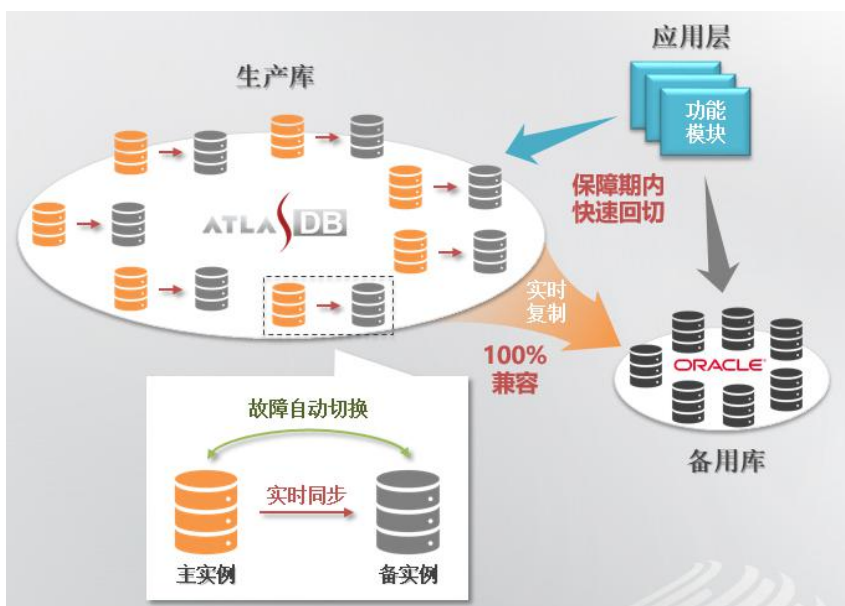 应用层
生产库
功能
模块
保障期内
快速回切
ATLASDB
实时
复制
100%
兼容
ORACLE
备用库
故障自动切换
实时同步
主实例
备实例